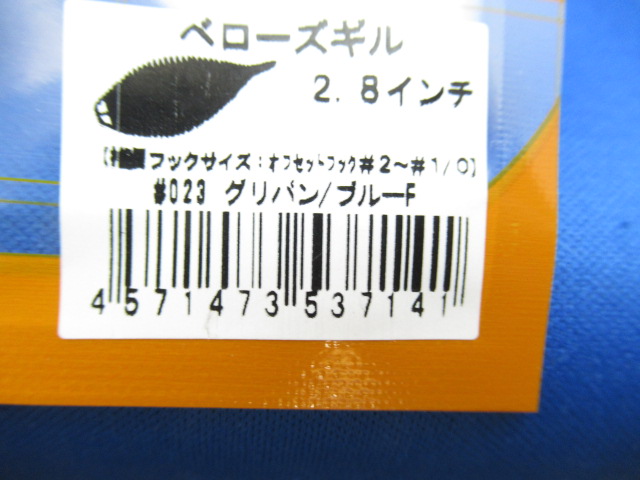 ベローズギル
2.8インチ
フックサイズ:オフセットフック#2~#1/0】
#023 グリパン/ブルーF
4571473537141